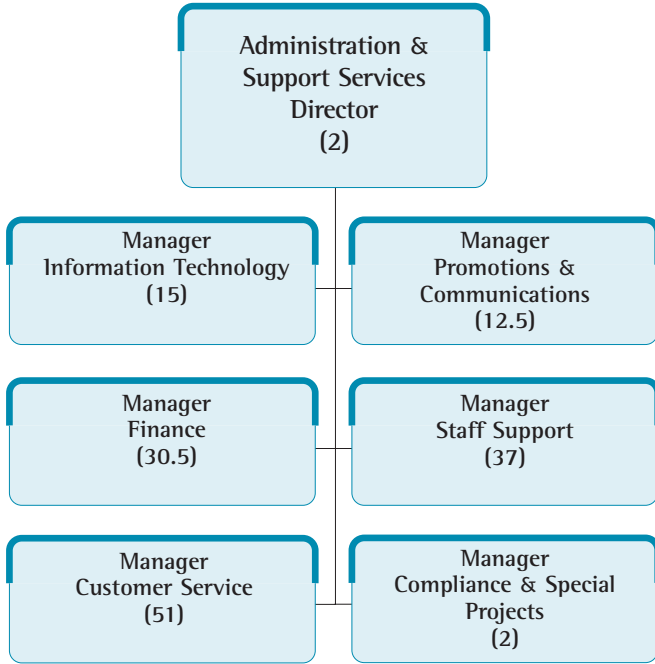 Administration &
Support Services
Director
(2)
Manager
Information Technology
(15)
Manager
Promotions &
Communications
(12.5)
Manager
Finance
(30.5)
Manager
Staff Support
(37)
Manager
Customer Service
(51)
Manager
Compliance & Special
Projects
(2)